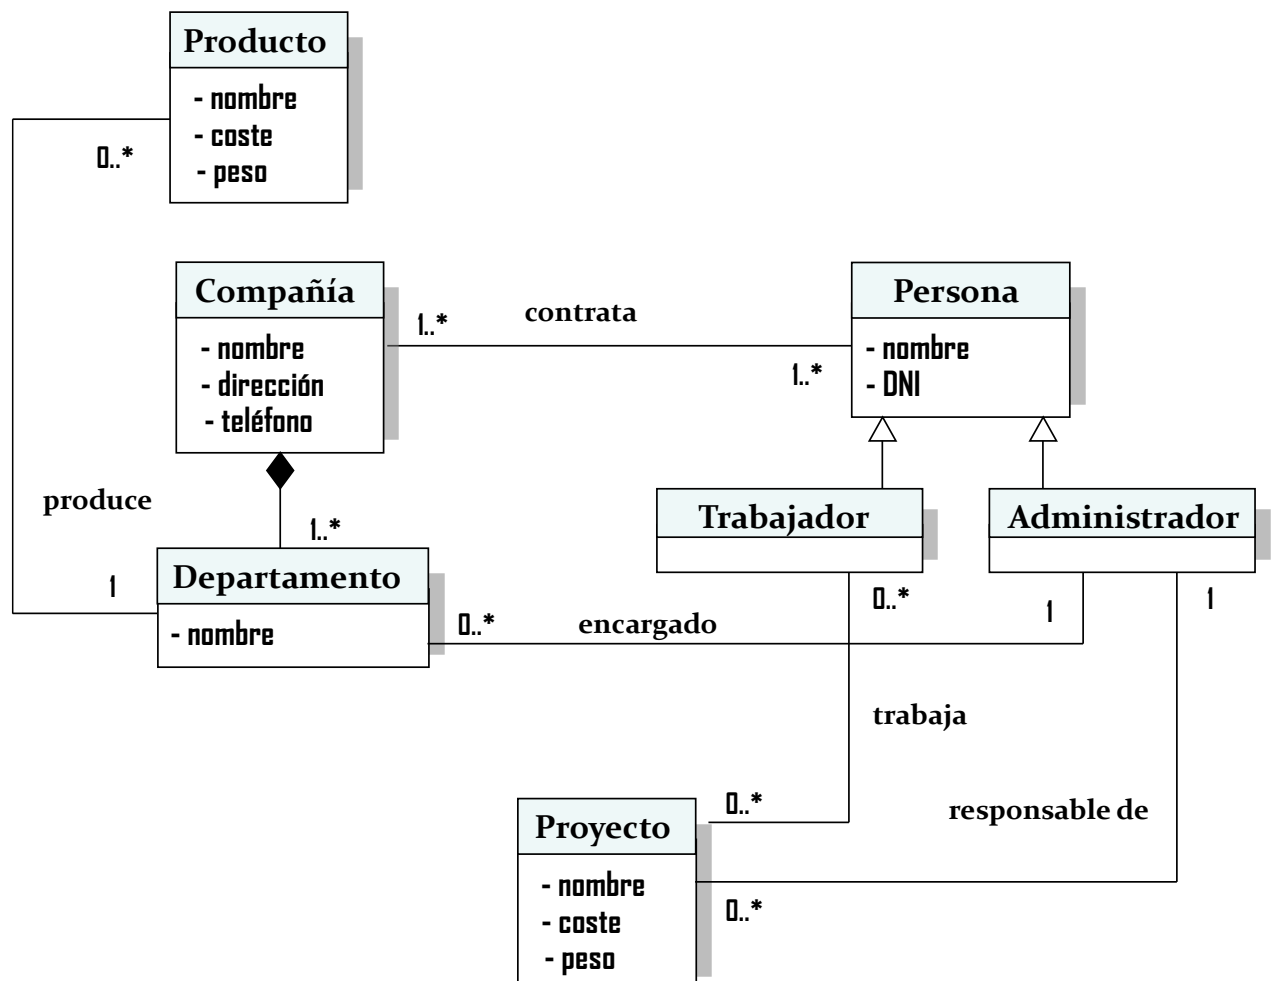 Producto
- nombre
- coste
- peso
0..*
Compañía
- nombre
- dirección
- teléfono
1..*
contrata
1..*
Persona
- nombre
- DNI
produce
1..*
1
Departamento
- nombre
0..*
encargado
1
Trabajador
0..*
Administrador
1
trabaja
0..*
responsable de
0..*
Proyecto
- nombre
- coste
- peso